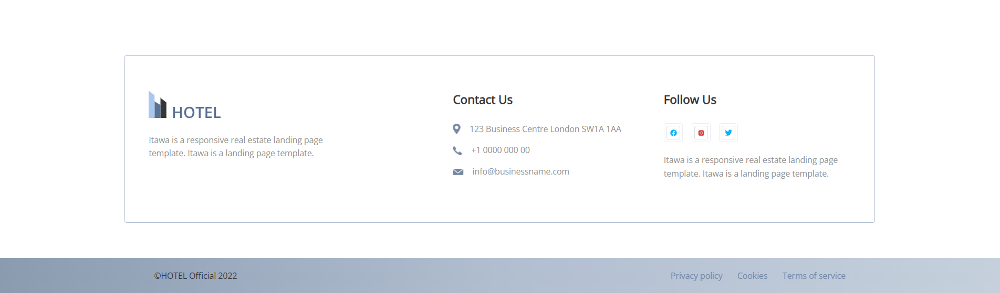 HOTEL
Itawa is a responsive real estate landing page
template. Itawa is a landing page template.
Contact Us
123 Business Centre London SW1A 1AA
+1 0000 000 00
info@businessname.com
Follow Us
Itawa is a responsive real estate landing page
template. Itawa is a landing page template.
©HOTEL Official 2022
Privacy policy Cookies Terms of service